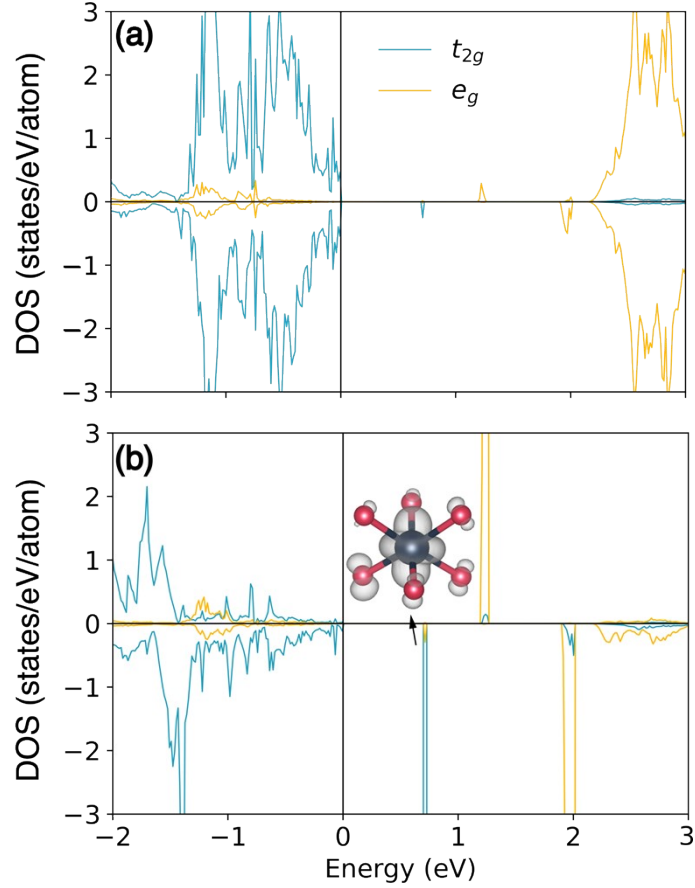 (a)
t2g
eg
3
2
1
0
−1
−2
−3
DOS (states/eV/atom)
(b)
3
2
1
0
−1
−2
−3
DOS (states/eV/atom)
−2 −1 0 1 2 3
Energy (eV)